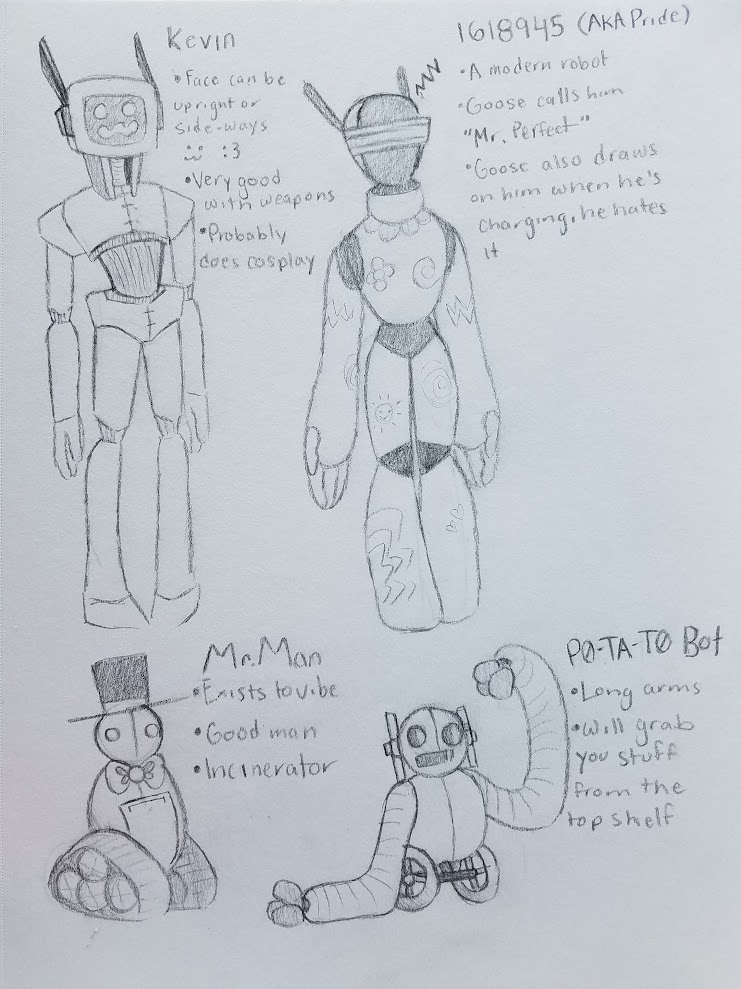 Kevin
• Face can be
upright or
side-ways
:3
• Very good
with weapons
• Probably
does cosplay
1618945 (AKA Pride)
• A modern robot
• Goose calls him
"Mr. Perfect"
• Goose also draws
on him when he's
charging, he hates
it
Mr. Man
• Exists to vibe
• Good man
• Incinerator
PØ-TA-TØ Bot
• Long arms
• Will grab
you stuff
from the
top shelf